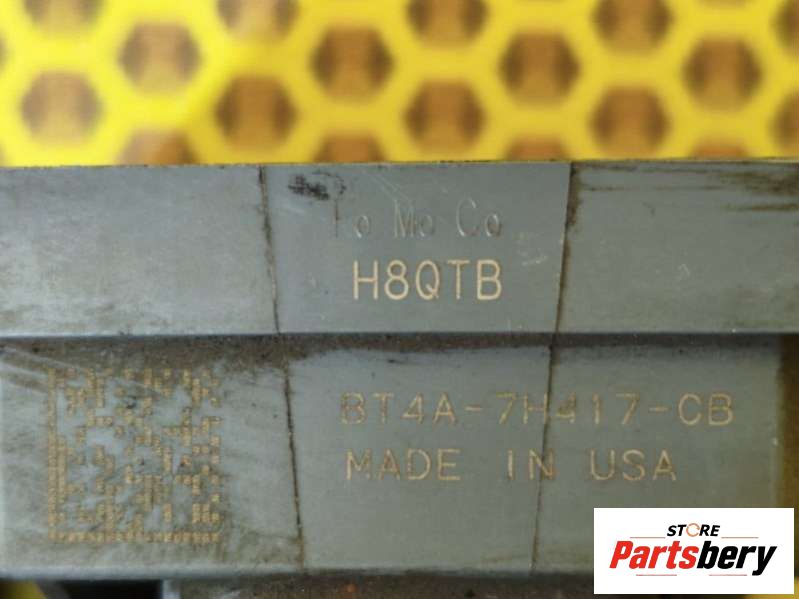 Fo Mo Co
H8QTB
BT4A-7H417-CB
MADE IN USA
STORE
Partsbery